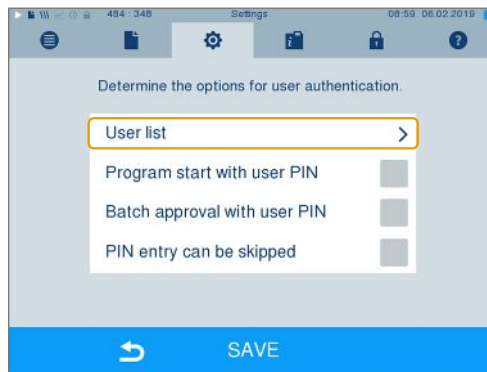 484 : 348 Settings 08:59 06.02.2019
Determine the options for user authentication.
User list
Program start with user PIN
Batch approval with user PIN
PIN entry can be skipped
SAVE